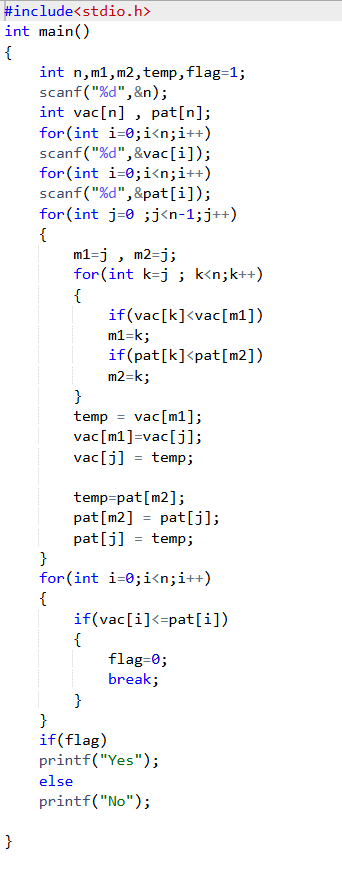 #include<stdio.h>
int main()
{
    int n,m1,m2,temp,flag=1;
    scanf("%d",&n);
    int vac[n] , pat[n];
    for(int i=0;i<n;i++)
    scanf("%d",&vac[i]);
    for(int i=0;i<n;i++)
    scanf("%d",&pat[i]);
    for(int j=0 ;j<n-1;j++)
    {
        m1=j , m2=j;
        for(int k=j ; k<n;k++)
        {
            if(vac[k]<vac[m1])
            m1=k;
            if(pat[k]<pat[m2])
            m2=k;
        }
        temp = vac[m1];
        vac[m1]=vac[j];
        vac[j] = temp;

        temp=pat[m2];
        pat[m2] = pat[j];
        pat[j] = temp;
    }
    for(int i=0;i<n;i++)
    {
        if(vac[i]<=pat[i])
        {
            flag=0;
            break;
        }
    }
    if(flag)
    printf("Yes");
    else
    printf("No");

}